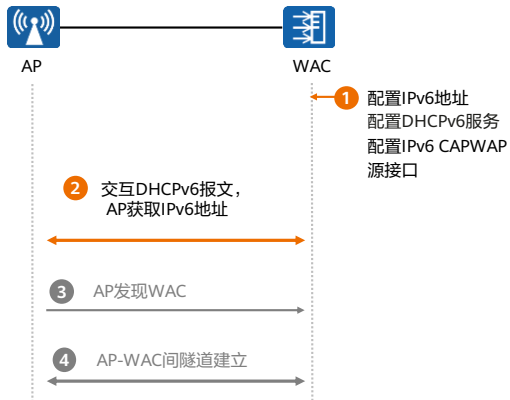 AP
WAC
1
配置IPv6地址
配置DHCPv6服务
配置IPv6 CAPWAP
源接口
2
交互DHCPv6报文，
AP获取IPv6地址
3
AP发现WAC
4
AP-WAC间隧道建立